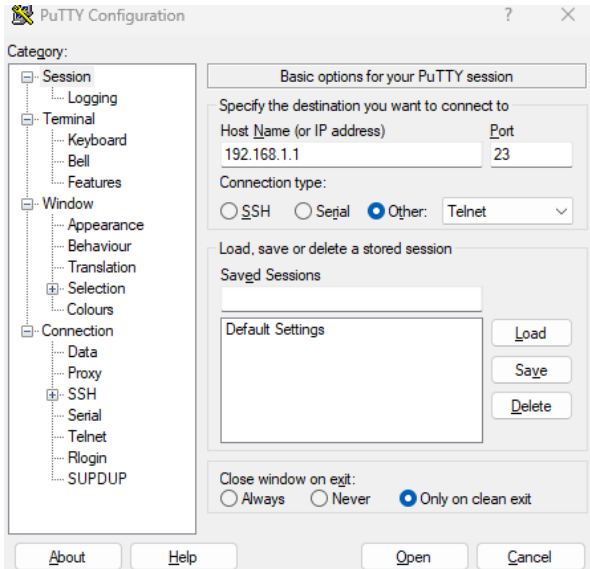 PuTTY Configuration ? ×
Category:
Session
Logging
Terminal
Keyboard
Bell
Features
Window
Appearance
Behaviour
Translation
Selection
Colours
Connection
Data
Proxy
SSH
Serial
Telnet
Rlogin
SUPDUP
Basic options for your PuTTY session
Specify the destination you want to connect to
Host Name (or IP address) Port
192.168.1.1 23
Connection type:
SSH Serial Other: Telnet
Load, save or delete a stored session
Saved Sessions
Default Settings
Load
Save
Delete
Close window on exit:
Always Never Only on clean exit
About Help Open Cancel